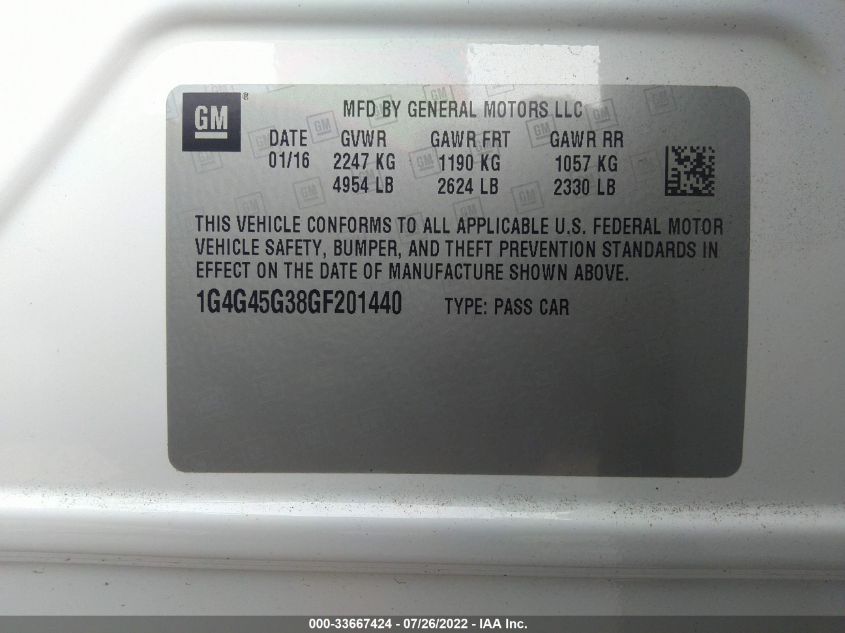 GM ® MFD BY GENERAL MOTORS LLC
DATE GVWR GAWR FRT GAWR RR
01/16 2247 KG 1190 KG 1057 KG
4954 LB 2624 LB 2330 LB
THIS VEHICLE CONFORMS TO ALL APPLICABLE U.S. FEDERAL MOTOR
VEHICLE SAFETY, BUMPER, AND THEFT PREVENTION STANDARDS IN
EFFECT ON THE DATE OF MANUFACTURE SHOWN ABOVE.
1G4G45G38GF201440 TYPE: PASS CAR
000-33667424 - 07/26/2022 - IAA Inc.